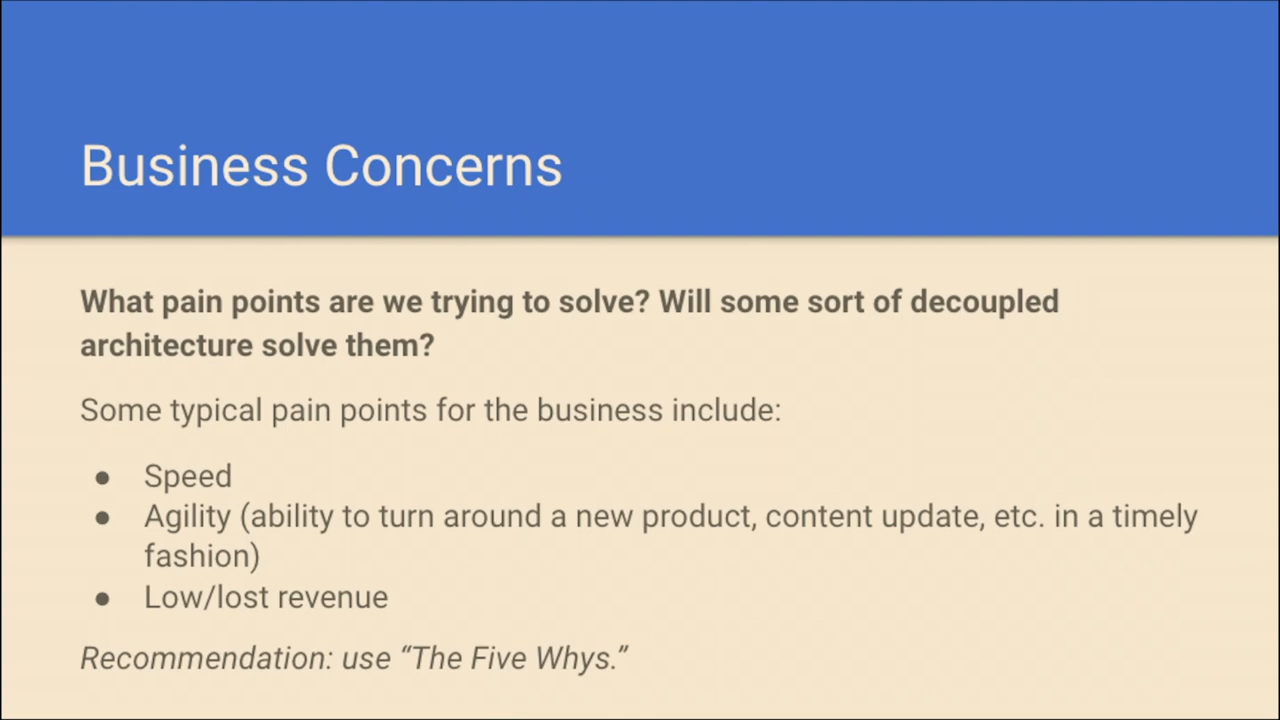 Business Concerns
What pain points are we trying to solve? Will some sort of decoupled
architecture solve them?
Some typical pain points for the business include:
● Speed
● Agility (ability to turn around a new product, content update, etc. in a timely
fashion)
● Low/lost revenue
Recommendation: use “The Five Whys.”